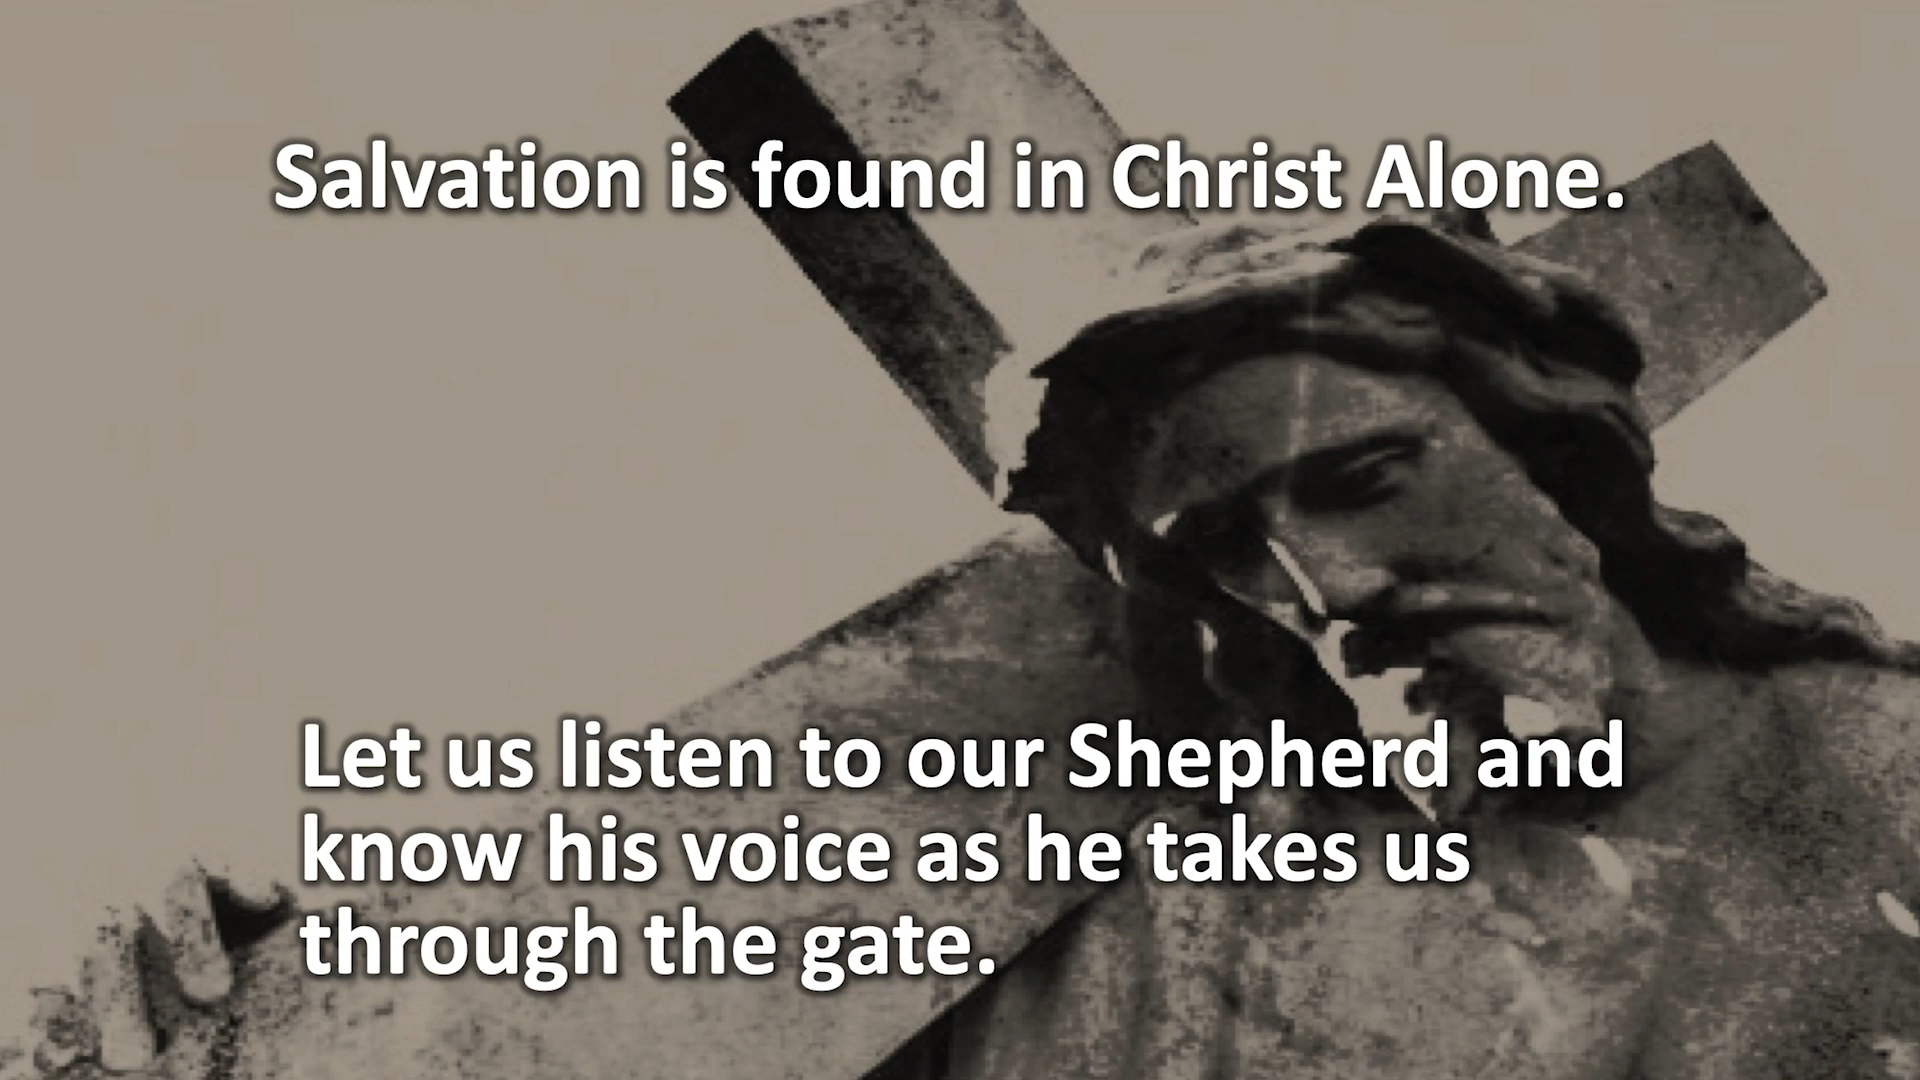 Salvation is found in Christ Alone.
Let us listen to our Shepherd and
know his voice as he takes us
through the gate.